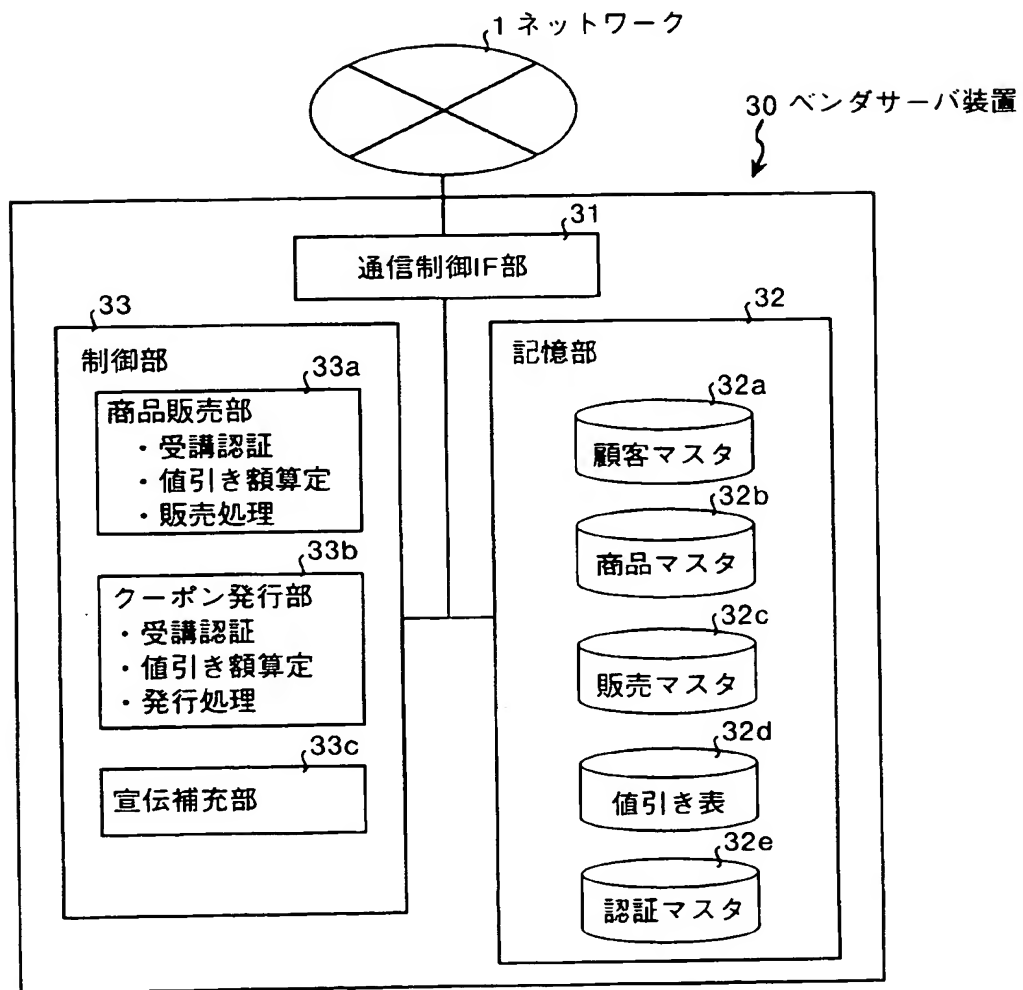 1 ネットワーク
30 ベンダサーバ装置
31
通信制御IF部
33
制御部
33a
商品販売部
・受講認証
・値引き額算定
・販売処理
33b
クーポン発行部
・受講認証
・値引き額算定
・発行処理
33c
宣伝補充部
32
記憶部
32a
顧客マスタ
32b
商品マスタ
32c
販売マスタ
32d
値引き表
32e
認証マスタ